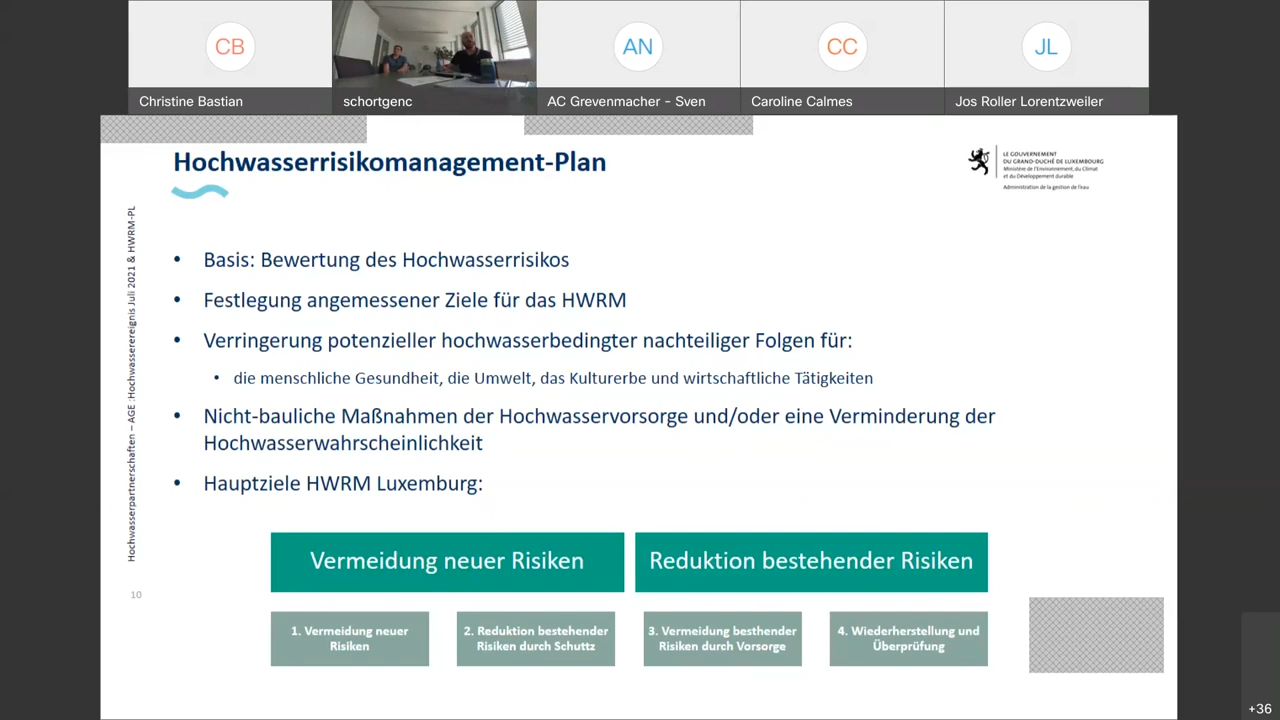 CB
AN
CC
JL
Christine Bastian
schortgenc
AC Grevenmacher - Sven
Caroline Calmes
Jos Roller Lorentzweiler
Hochwasserrisikomanagement-Plan
LE GOUVERNEMENT
DU GRAND-DUCHÉ DE LUXEMBOURG
Ministère de l'Environnement, du Climat
et du Développement durable
Administration de la gestion de l'eau
Hochwasserpartnerschaften – AGE :Hochwasserereignis Juli 2021 & HWRM-PL
• Basis: Bewertung des Hochwasserrisikos
• Festlegung angemessener Ziele für das HWRM
• Verringerung potenzieller hochwasserbedingter nachteiliger Folgen für:
• die menschliche Gesundheit, die Umwelt, das Kulturerbe und wirtschaftliche Tätigkeiten
• Nicht-bauliche Maßnahmen der Hochwasservorsorge und/oder eine Verminderung der
Hochwasserwahrscheinlichkeit
• Hauptziele HWRM Luxemburg:
Vermeidung neuer Risiken
Reduktion bestehender Risiken
10
1. Vermeidung neuer
Risiken
2. Reduktion bestehender
Risiken durch Schuttz
3. Vermeidung besthender
Risiken durch Vorsorge
4. Wiederherstellung und
Überprüfung
+36